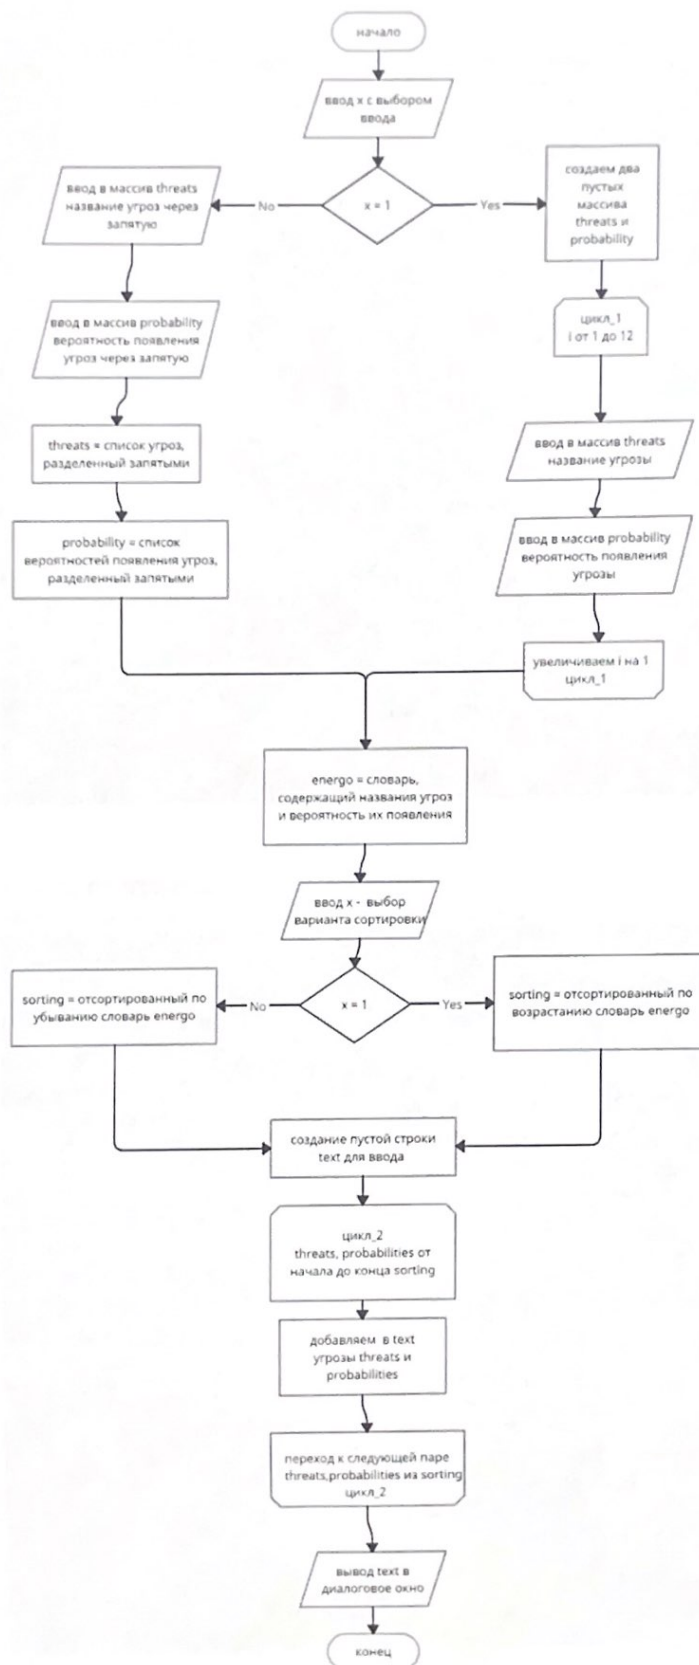 начало
ввод x с выбором
ввода
x = 1
No
Yes
ввод в массив threats
название угроз через
запятую
создаем два
пустых
массива
threats и
probability
ввод в массив probability
вероятность появления
угроз через запятую
цикл_1
i от 1 до 12
threats = список угроз,
разделенный запятыми
ввод в массив threats
название угрозы
probability = список
вероятностей появления угроз,
разделенный запятыми
ввод в массив probability
вероятность появления
угрозы
увеличиваем i на 1
цикл_1
energo = словарь,
содержащий названия угроз
и вероятность их появления
ввод x - выбор
варианта сортировки
x = 1
No
Yes
sorting = отсортированный по
убыванию словарь energo
sorting = отсортированный по
возрастанию словарь energo
создание пустой строки
text для ввода
цикл_2
threats, probabilities от
начала до конца sorting
добавляем в text
угрозы threats и
probabilities
переход к следующей паре
threats,probabilities из sorting
цикл_2
вывод text в
диалоговое окно
конец